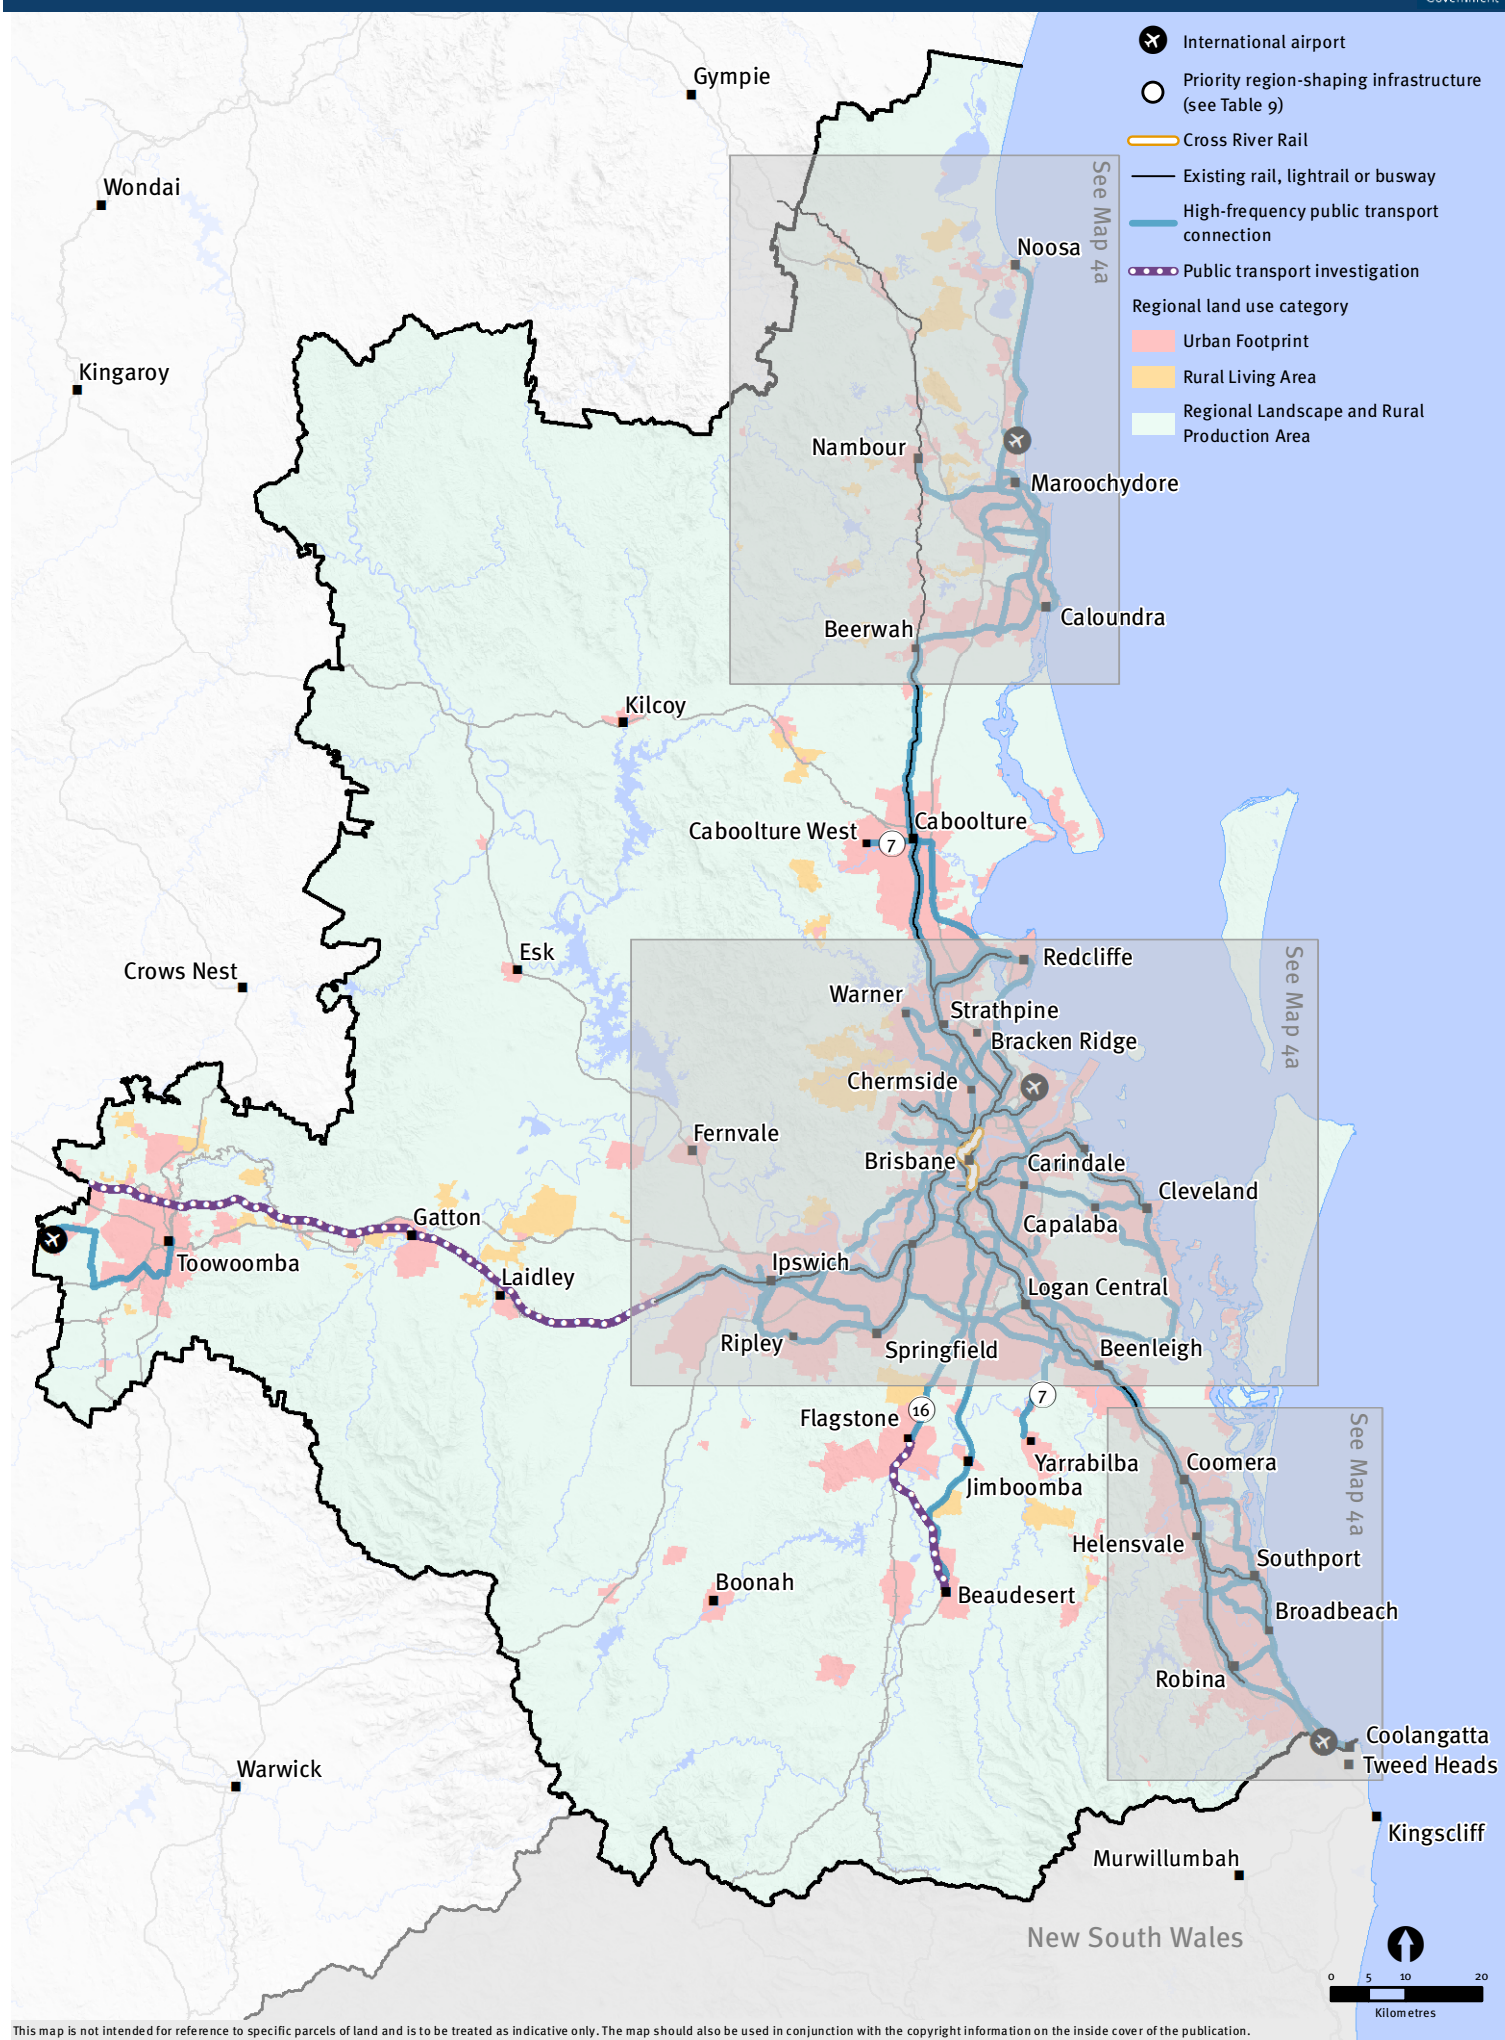 Government
International airport
Priority region-shaping infrastructure
(see Table 9)
Cross River Rail
Existing rail, lightrail or busway
High-frequency public transport
connection
Public transport investigation
Regional land use category
Urban Footprint
Rural Living Area
Regional Landscape and Rural
Production Area
Gympie
Wondai
See Map 4a
Noosa
Kingaroy
Nambour
Maroochydore
Caloundra
Beerwah
Kilcoy
Caboolture
Caboolture West
7
Esk
Crows Nest
Redcliffe
See Map 4a
Warner
Strathpine
Bracken Ridge
Chermside
Fernvale
Brisbane
Carindale
Cleveland
Capalaba
Gatton
Toowoomba
Laidley
Ipswich
Logan Central
Ripley
Springfield
Beenleigh
7
16
Flagstone
Yarrabilba
Jimboomba
Coomera
See Map 4a
Helensvale
Southport
Boonah
Beaudesert
Broadbeach
Robina
Coolangatta
Tweed Heads
Warwick
Kingscliff
Murwillumbah
New South Wales
0 5 10 20
Kilometres
This map is not intended for reference to specific parcels of land and is to be treated as indicative only. The map should also be used in conjunction with the copyright information on the inside cover of the publication.